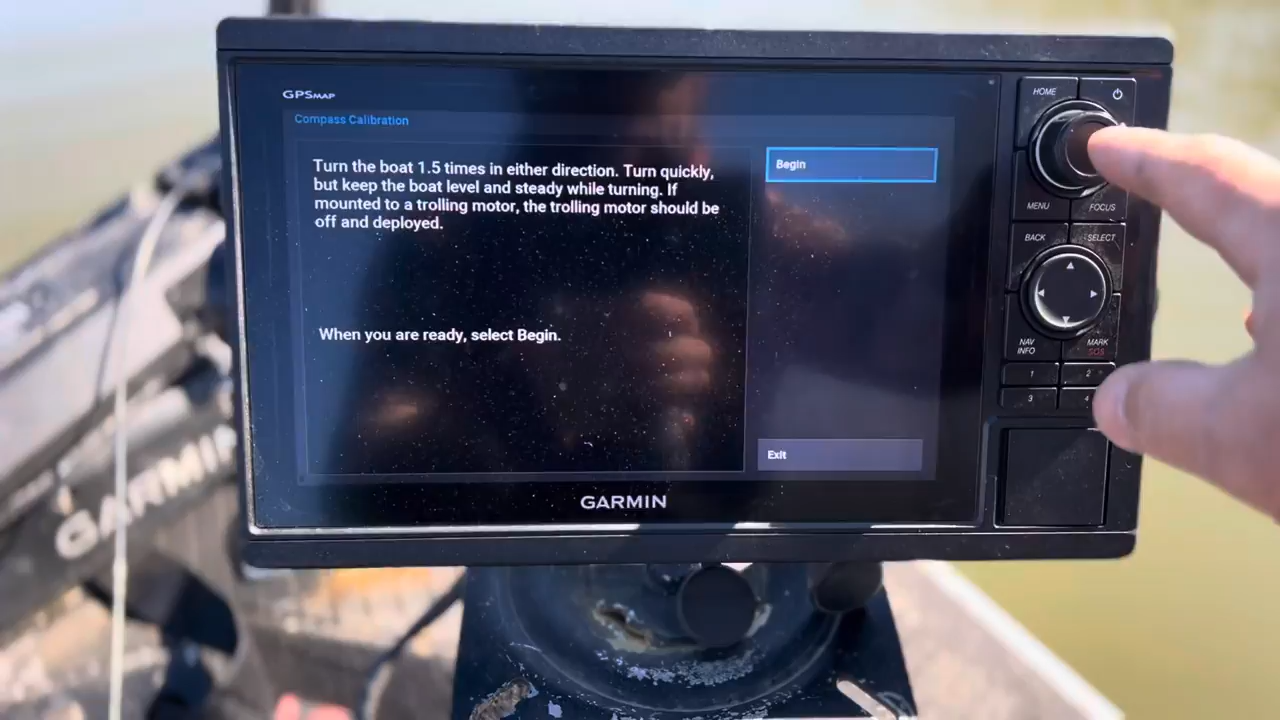 GPSMAP
Compass Calibration
Turn the boat 1.5 times in either direction. Turn quickly,
but keep the boat level and steady while turning. If
mounted to a trolling motor, the trolling motor should be
off and deployed.
When you are ready, select Begin.
Begin
Exit
GARMIN
HOME
MENU
FOCUS
BACK
SELECT
NAV
INFO
MARK
SOS
1
2
3
4
GARMIN